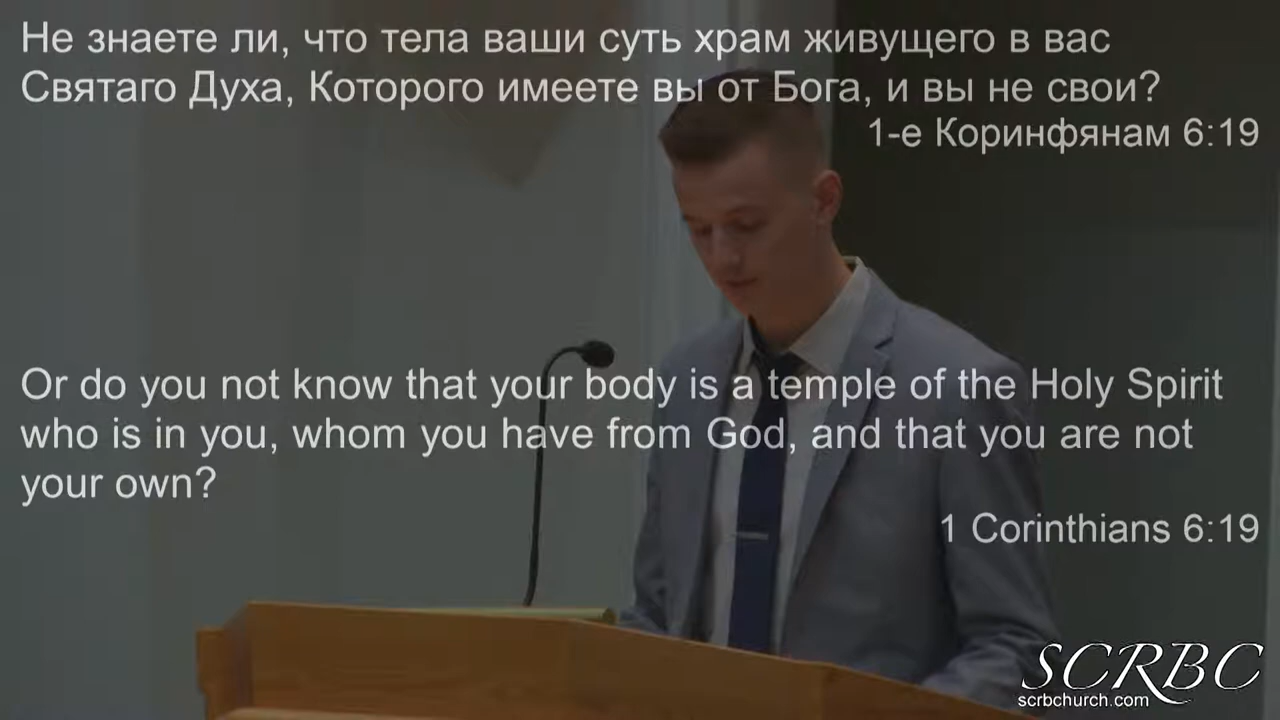 Не знаете ли, что тела ваши суть храм живущего в вас
Святаго Духа, Которого имеете вы от Бога, и вы не свои?
1-е Коринфянам 6:19
Or do you not know that your body is a temple of the Holy Spirit
who is in you, whom you have from God, and that you are not
your own?
1 Corinthians 6:19
SCRBC
scrbchurch.com